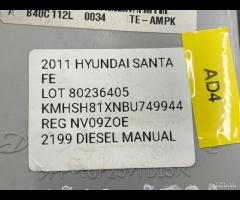 B40C112L 0034 TE-AMPK
2011 HYUNDAI SANTA
FE
LOT 80236405
KMHSH81XNBU749944
REG NV09ZOE
2199 DIESEL MANUAL
AD4